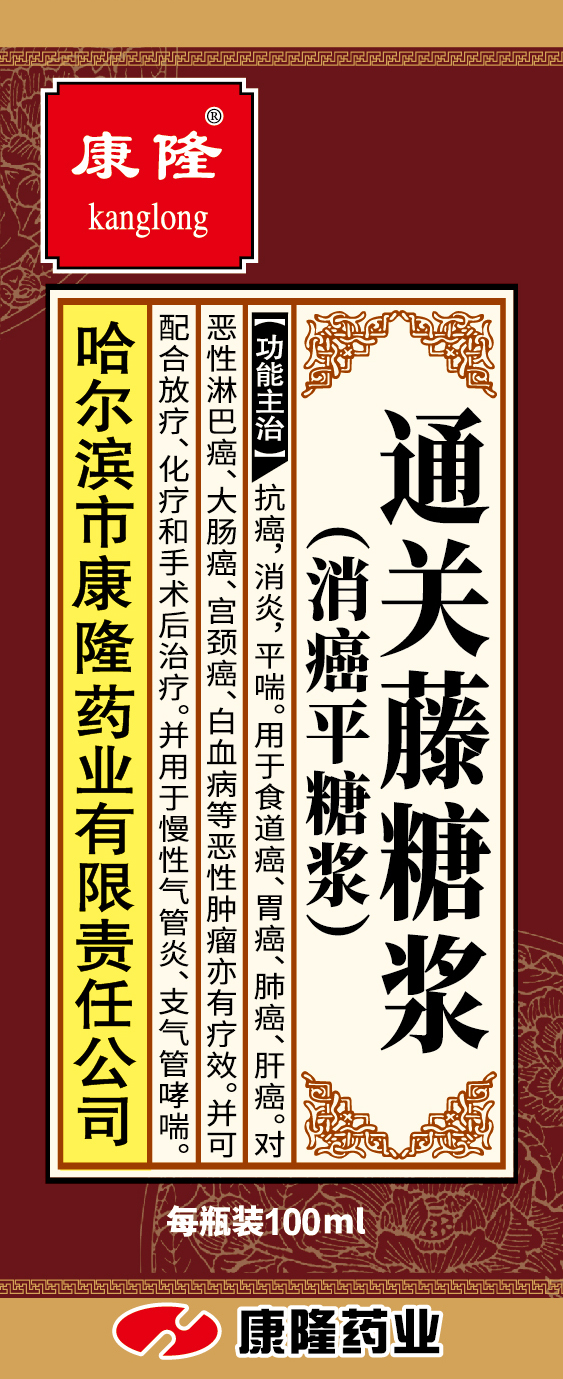 康隆®
kanglong
通关藤糖浆
（消癌平糖浆）
【功能主治】抗癌，消炎，平喘。用于食道癌、胃癌、肺癌、肝癌。对
恶性淋巴癌、大肠癌、宫颈癌、白血病等恶性肿瘤亦有疗效。并可
配合放疗、化疗和手术后治疗。并用于慢性气管炎、支气管哮喘。
哈尔滨市康隆药业有限责任公司
每瓶装100ml
康隆药业